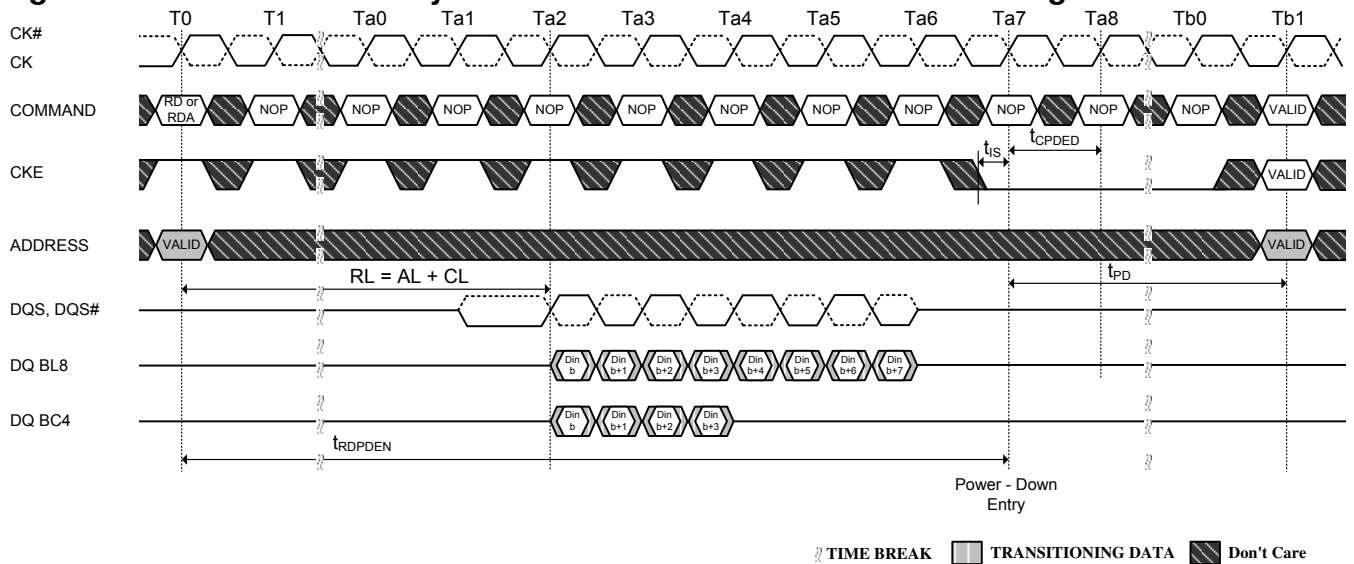 T0 T1 Ta0 Ta1 Ta2 Ta3 Ta4 Ta5 Ta6 Ta7 Ta8 Tb0 Tb1
CK#
CK
COMMAND
RD or
RDA
NOP NOP NOP NOP NOP NOP NOP NOP NOP NOP NOP VALID
tIS
tCPDED
CKE
VALID
ADDRESS
VALID
VALID
RL = AL + CL
tPD
DQS, DQS#
DQ BL8
Din Din Din Din Din Din Din Din
b b+1 b+2 b+3 b+4 b+5 b+6 b+7
DQ BC4
Din Din Din Din
b b+1 b+2 b+3
tRDPDEN
Power - Down
Entry
TIME BREAK TRANSITIONING DATA Don't Care